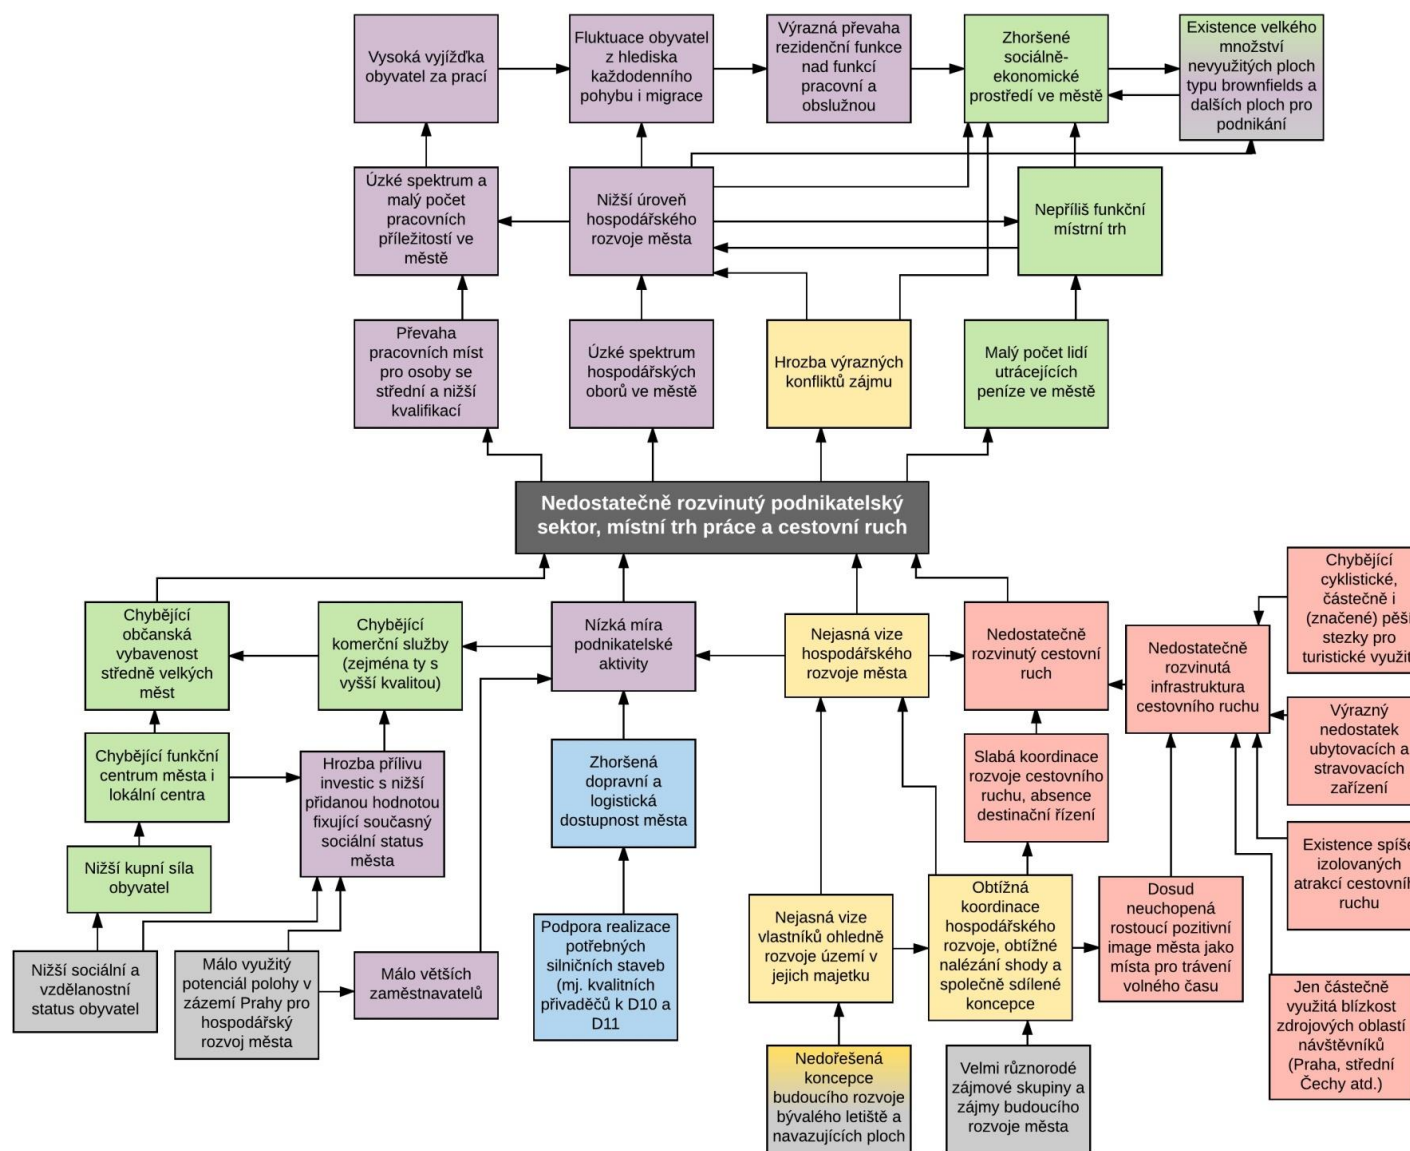 Vysoká vyjížďka
obyvatel za prací
Fluktuace obyvatel
z hlediska
každodenního
pohybu i migrace
Výrazná převaha
rezidenční funkce
nad funkcí
pracovní a
obslužnou
Zhoršené
sociálně-
ekonomické
prostředí ve městě
Existence velkého
množství
nevyužitých ploch
typu brownfields a
dalších ploch pro
podnikání
Úzké spektrum a
malý počet
pracovních
příležitostí ve
městě
Nižší úroveň
hospodářského
rozvoje města
Nepříliš funkční
místrní trh
Převaha
pracovních míst
pro osoby se
střední a nižší
kvalifikací
Úzké spektrum
hospodářských
oborů ve městě
Hrozba výrazných
konfliktů zájmu
Malý počet lidí
utrácejících
peníze ve městě
Nedostatečně rozvinutý podnikatelský
sektor, místní trh práce a cestovní ruch
Chybějící
občanská
vybavenost
středně velkých
měst
Chybějící
komerční služby
(zejména ty s
vyšší kvalitou)
Nízká míra
podnikatelské
aktivity
Nejasná vize
hospodářského
rozvoje města
Nedostatečně
rozvinutý cestovní
ruch
Nedostatečně
rozvinutá
infrastruktura
cestovního ruchu
Chybějící
cyklistické,
částečně i
(značené) pěší
stezky pro
turistické využit
Chybějící funkční
centrum města i
lokální centra
Hrozba přílivu
investic s nižší
přidanou hodnotou
fixující současný
sociální status
města
Zhoršená
dopravní a
logistická
dostupnost města
Slabá koordinace
rozvoje cestovního
ruchu, absence
destinační řízení
Výrazný
nedostatek
ubytovacích a
stravovacích
zařízení
Nižší kupní síla
obyvatel
Existence spíše
izolovaných
atrakcí cestovníh
ruchu
Nižší sociální a
vzdělanostní
status obyvatel
Málo využitý
potenciál polohy v
zázemí Prahy pro
hospodářský
rozvoj města
Málo větších
zaměstnavatelů
Podpora realizace
potřebných
silničních staveb
(mj. kvalitních
přivaděčů k D10 a
D11
Nejasná vize
vlastníků ohledně
rozvoje území v
jejich majetku
Obtížná
koordinace
hospodářského
rozvoje, obtížné
nalézání shody a
společně sdílené
koncepce
Dosud
neuchopená
rostoucí pozitivní
image města jako
místa pro trávení
volného času
Jen částečně
využitá blízkost
zdrojových oblastí
návštěvníků
(Praha, střední
Čechy atd.)
Nedořešená
koncepce
budoucího rozvoje
bývalého letiště a
navazujících ploch
Velmi různorodé
zájmové skupiny a
zájmy budoucího
rozvoje města